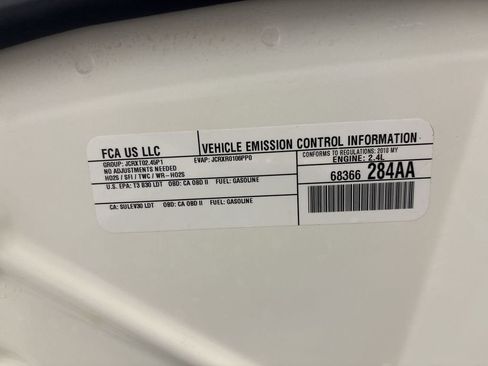 FCA US LLC
VEHICLE EMISSION CONTROL INFORMATION
GROUP: JCRXT02.45P1 EVAP: JCRXR0106PP0
CONFORMS TO REGULATIONS: 2018 MY
NO ADJUSTMENTS NEEDED
ENGINE: 2.4L
HO2S / SFI / TWC / WR-HO2S
68366 284AA
U.S. EPA: T3 B30 LDT OBD: CA OBD II FUEL: GASOLINE
CA: SULEV30 LDT OBD: CA OBD II FUEL: GASOLINE